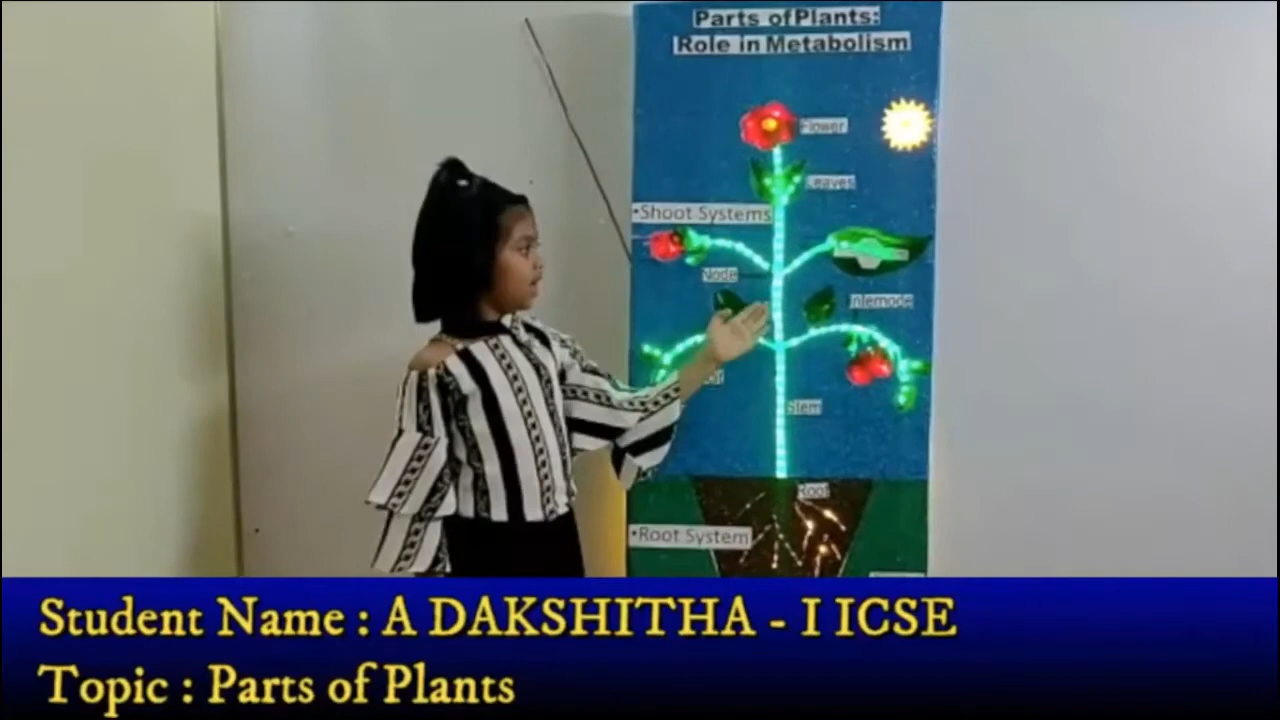 Parts of Plants:
Role in Metabolism
Flower
Leaves
•Shoot Systems
Node
Stem
Root
•Root System
Student Name : A DAKSHITHA - I ICSE
Topic : Parts of Plants